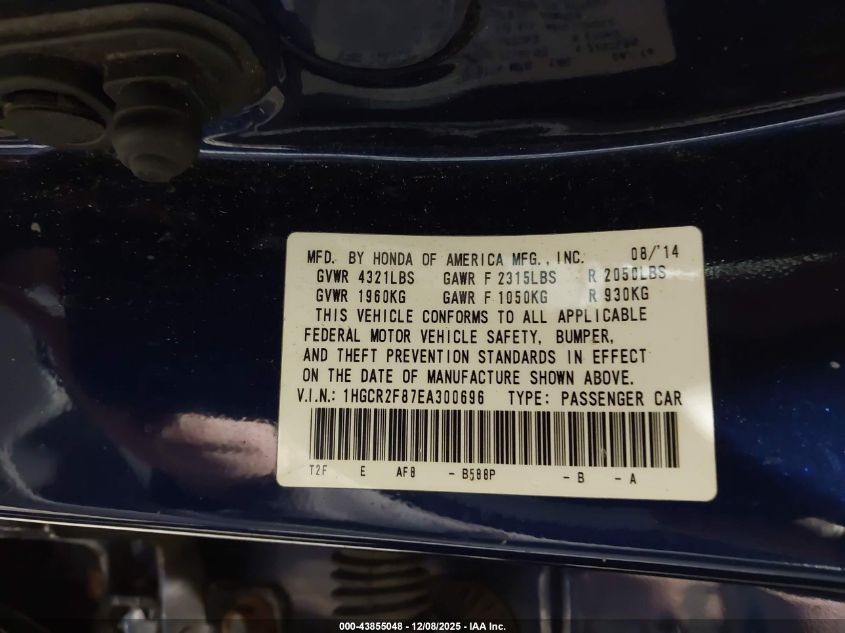 MFD. BY HONDA OF AMERICA MFG., INC. 08/'14
GVWR 4321LBS GAWR F 2315LBS R 2050LBS
GVWR 1960KG GAWR F 1050KG R 930KG
THIS VEHICLE CONFORMS TO ALL APPLICABLE
FEDERAL MOTOR VEHICLE SAFETY, BUMPER,
AND THEFT PREVENTION STANDARDS IN EFFECT
ON THE DATE OF MANUFACTURE SHOWN ABOVE.
V.I.N.: 1HGCR2F87EA300696 TYPE: PASSENGER CAR
T2F E AF8 - B588P - B - A
000-43855048 - 12/08/2025 - IAA Inc.